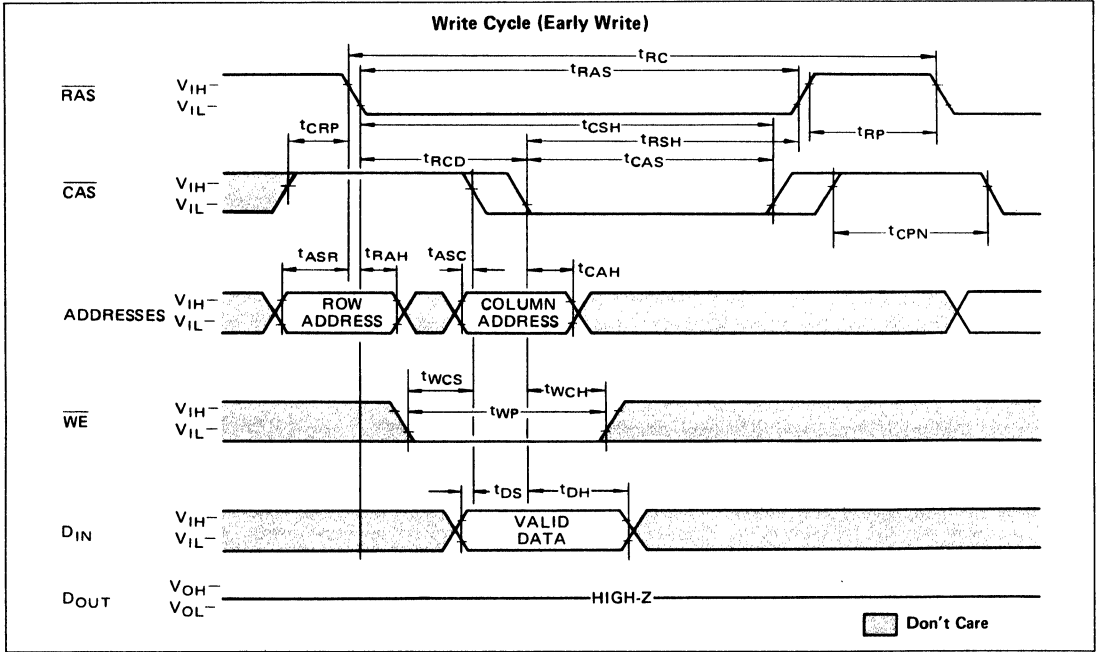 Write Cycle (Early Write)
tRC
tRAS
RAS
VIH
VIL
tCRP
tCSH
tRSH
tRP
tRCD
tCAS
CAS
VIH
VIL
tCPN
tASR
tRAH
tASC
tCAH
ADDRESSES
VIH
VIL
ROW
ADDRESS
COLUMN
ADDRESS
tWCS
tWCH
tWP
WE
VIH
VIL
tDS
tDH
DIN
VIH
VIL
VALID
DATA
DOUT
VOH
VOL
HIGH-Z
Don't Care